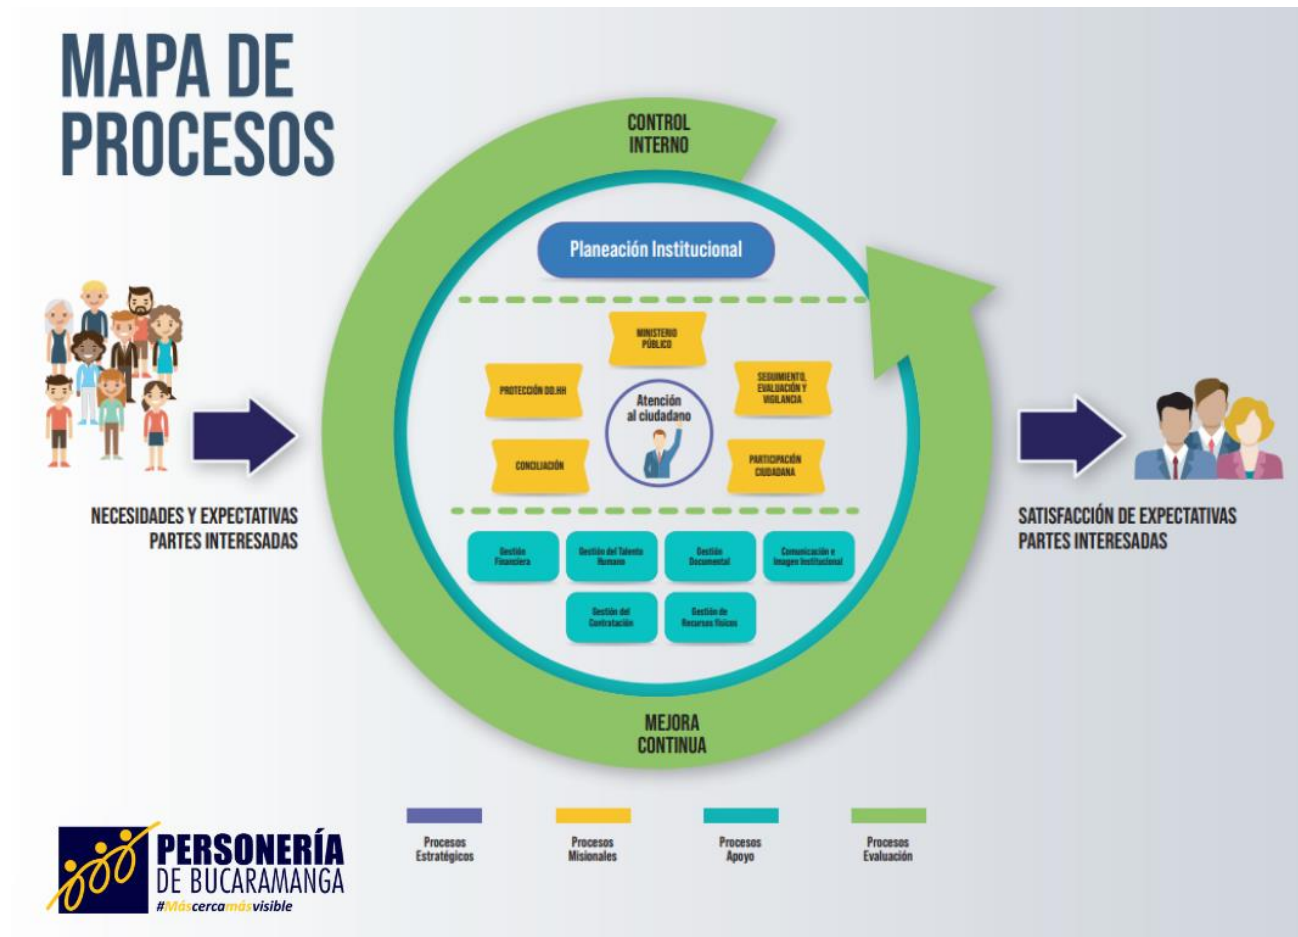 MAPA DE
PROCESOS
CONTROL
INTERNO
Planeación Institucional
MINISTERIO
PÚBLICO
PROTECCIÓN DD.HH
SEGUIMIENTO,
EVALUACIÓN Y
VIGILANCIA
Atención
al ciudadano
CONCILIACIÓN
PARTICIPACIÓN
CIUDADANA
NECESIDADES Y EXPECTATIVAS
PARTES INTERESADAS
SATISFACCIÓN DE EXPECTATIVAS
PARTES INTERESADAS
Gestión
Financiera
Gestión del Talento
Humano
Gestión
Documental
Comunicación e
Imagen Institucional
Gestión del
Contratación
Gestión de
Recursos físicos
MEJORA
CONTINUA
Procesos
Estratégicos
Procesos
Misionales
Procesos
Apoyo
Procesos
Evaluación
PERSONERÍA
DE BUCARAMANGA
#Máscercamásvisible